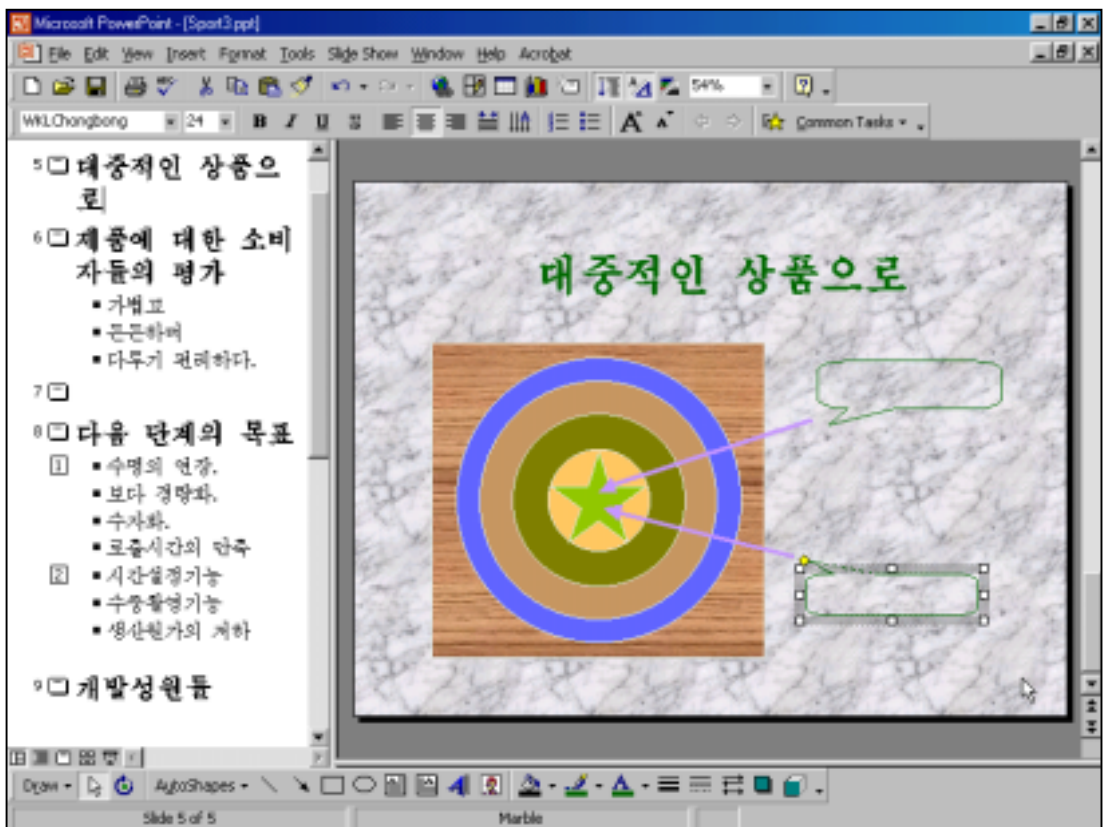 Microsoft PowerPoint - [Sport3.ppt]
File Edit View Insert Format Tools Slide Show Window Help Acrobat
54%
WKLChongbong 24 B I U S Common Tasks
5 대중적인 상품으
로
6 제품에 대한 소비
자들의 평가
가볍고
든든하며
다루기 편리하다.
7
8 다음 단계의 목표
1 수명의 연장.
보다 경량화.
수자화.
로출시간의 단축
2 시간설정기능
수중촬영기능
생산원가의 저하
9 개발성원들
대중적인 상품으로
Draw AutoShapes
Slide 5 of 5 Marble